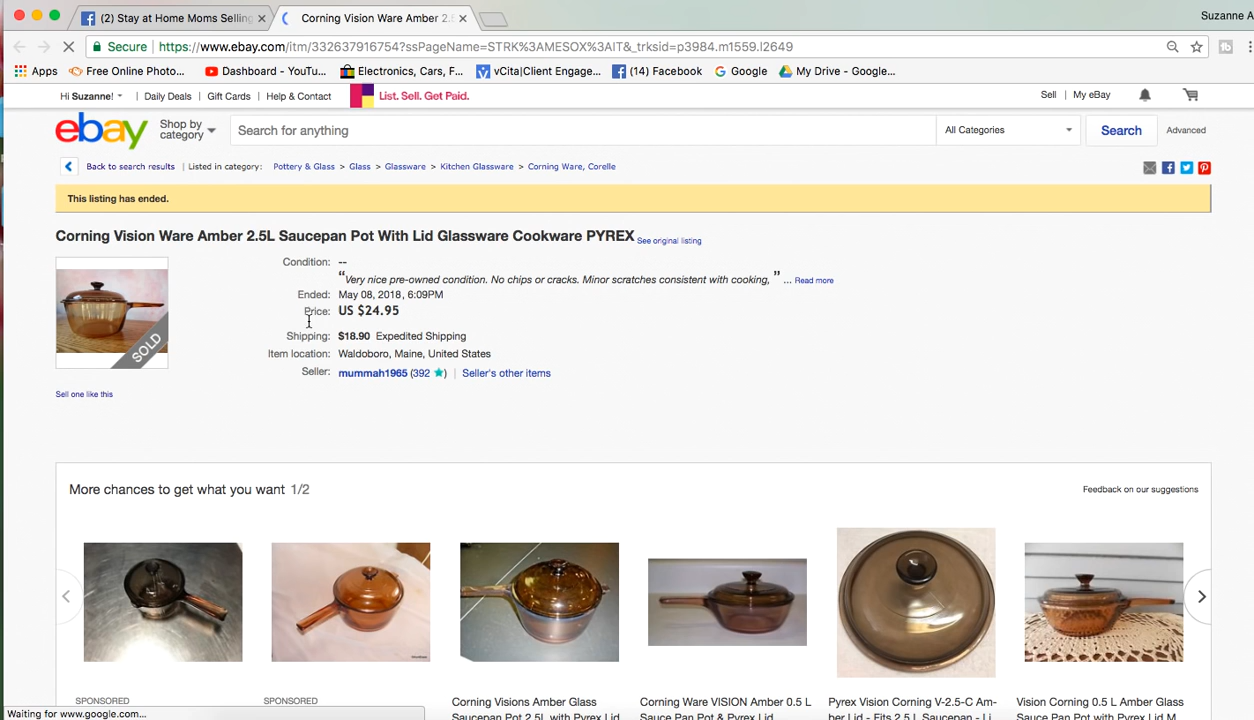 (2) Stay at Home Moms Selling
Corning Vision Ware Amber 2.5
Suzanne A
Secure https://www.ebay.com/itm/332637916754?ssPageName=STRK%3AMESOX%3AIT&_trksid=p3984.m1559.l2649
Apps Free Online Photo... Dashboard - YouTu... Electronics, Cars, F... vCita|Client Engage... (14) Facebook Google My Drive - Google...
Hi Suzanne! Daily Deals Gift Cards Help & Contact List. Sell. Get Paid. Sell My eBay
ebay Shop by category Search for anything All Categories Search Advanced
Back to search results Listed in category: Pottery & Glass > Glass > Glassware > Kitchen Glassware > Corning Ware, Corelle
This listing has ended.
Corning Vision Ware Amber 2.5L Saucepan Pot With Lid Glassware Cookware PYREX See original listing
SOLD
Condition: --
“Very nice pre-owned condition. No chips or cracks. Minor scratches consistent with cooking, ” ... Read more
Ended: May 08, 2018, 6:09PM
Price: US $24.95
Shipping: $18.90 Expedited Shipping
Item location: Waldoboro, Maine, United States
Seller: mummah1965 (392 ) | Seller's other items
Sell one like this
More chances to get what you want 1/2
Feedback on our suggestions
SPONSORED
SPONSORED
Corning Visions Amber Glass
Saucepan Pot 2.5L with Pyrex Lid
Corning Ware VISION Amber 0.5 L
Sauce Pan Pot & Pyrex Lid
Pyrex Vision Corning V-2.5-C Am-
ber Lid - Fits 2.5 L Saucepan - Li
Vision Corning 0.5 L Amber Glass
Sauce Pan Pot with Pyrex Lid M
Waiting for www.google.com...